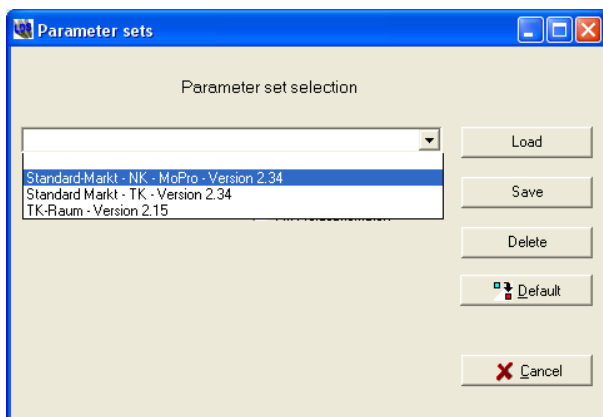 Parameter sets
Parameter set selection
Standard-Markt - NK - MoPro - Version 2.34
Standard Markt - TK - Version 2.34
TK-Raum - Version 2.15
Load
Save
Delete
Default
Cancel